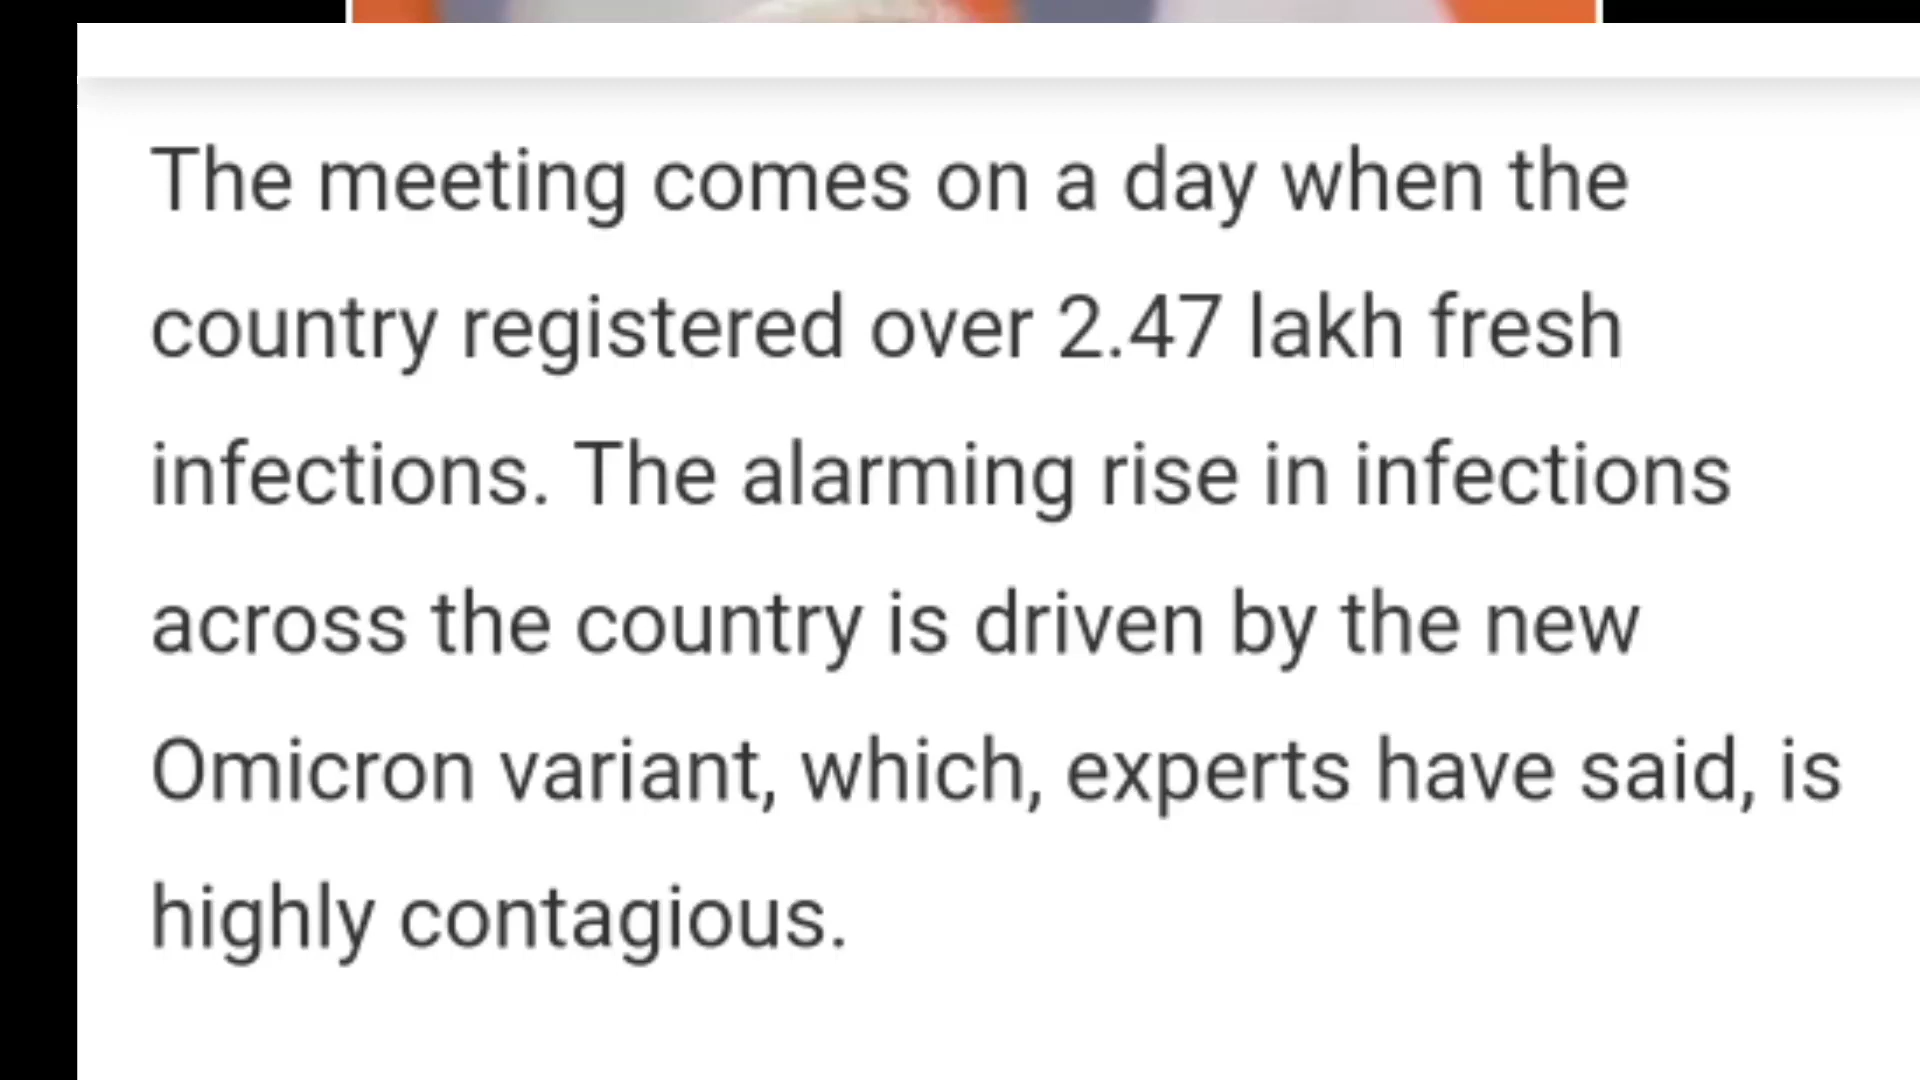 The meeting comes on a day when the
country registered over 2.47 lakh fresh
infections. The alarming rise in infections
across the country is driven by the new
Omicron variant, which, experts have said, is
highly contagious.